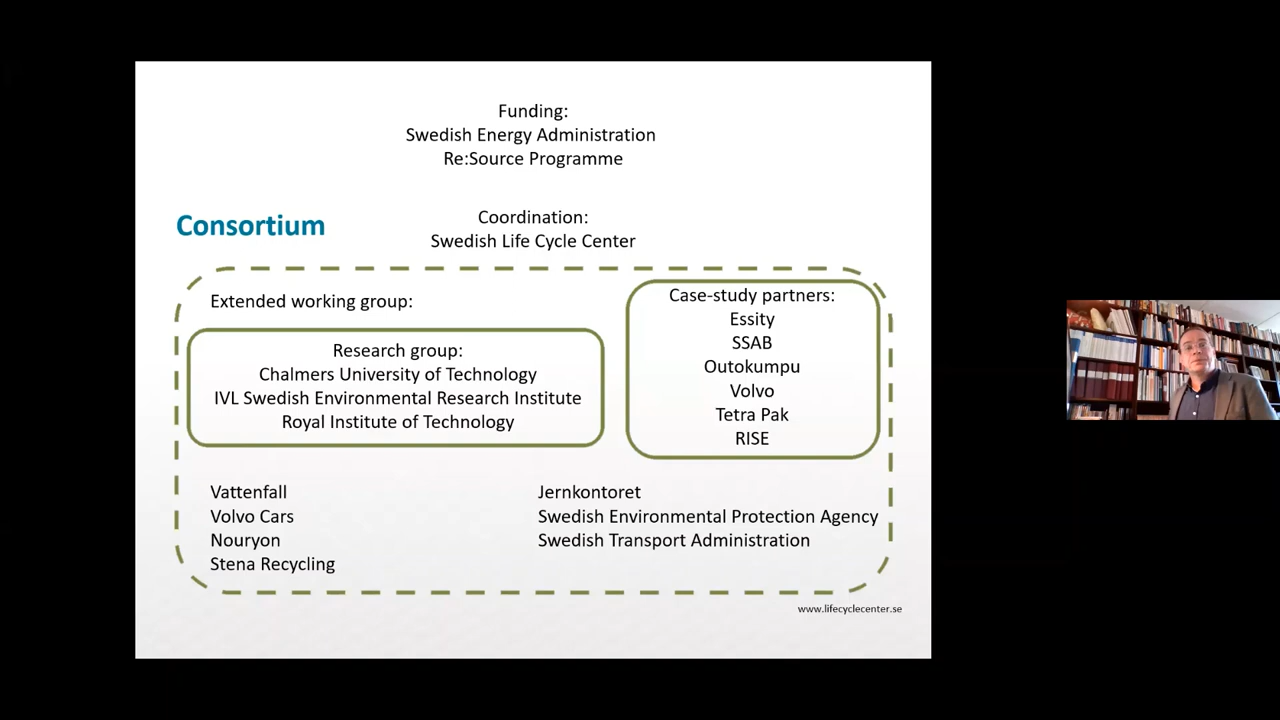 Funding:
Swedish Energy Administration
Re:Source Programme
Consortium
Coordination:
Swedish Life Cycle Center
Extended working group:
Research group:
Chalmers University of Technology
IVL Swedish Environmental Research Institute
Royal Institute of Technology
Case-study partners:
Essity
SSAB
Outokumpu
Volvo
Tetra Pak
RISE
Vattenfall
Volvo Cars
Nouryon
Stena Recycling
Jernkontoret
Swedish Environmental Protection Agency
Swedish Transport Administration
www.lifecyclecenter.se